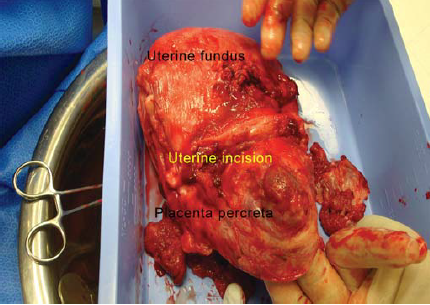 Uterine fundus
Uterine incision
Placenta percreta